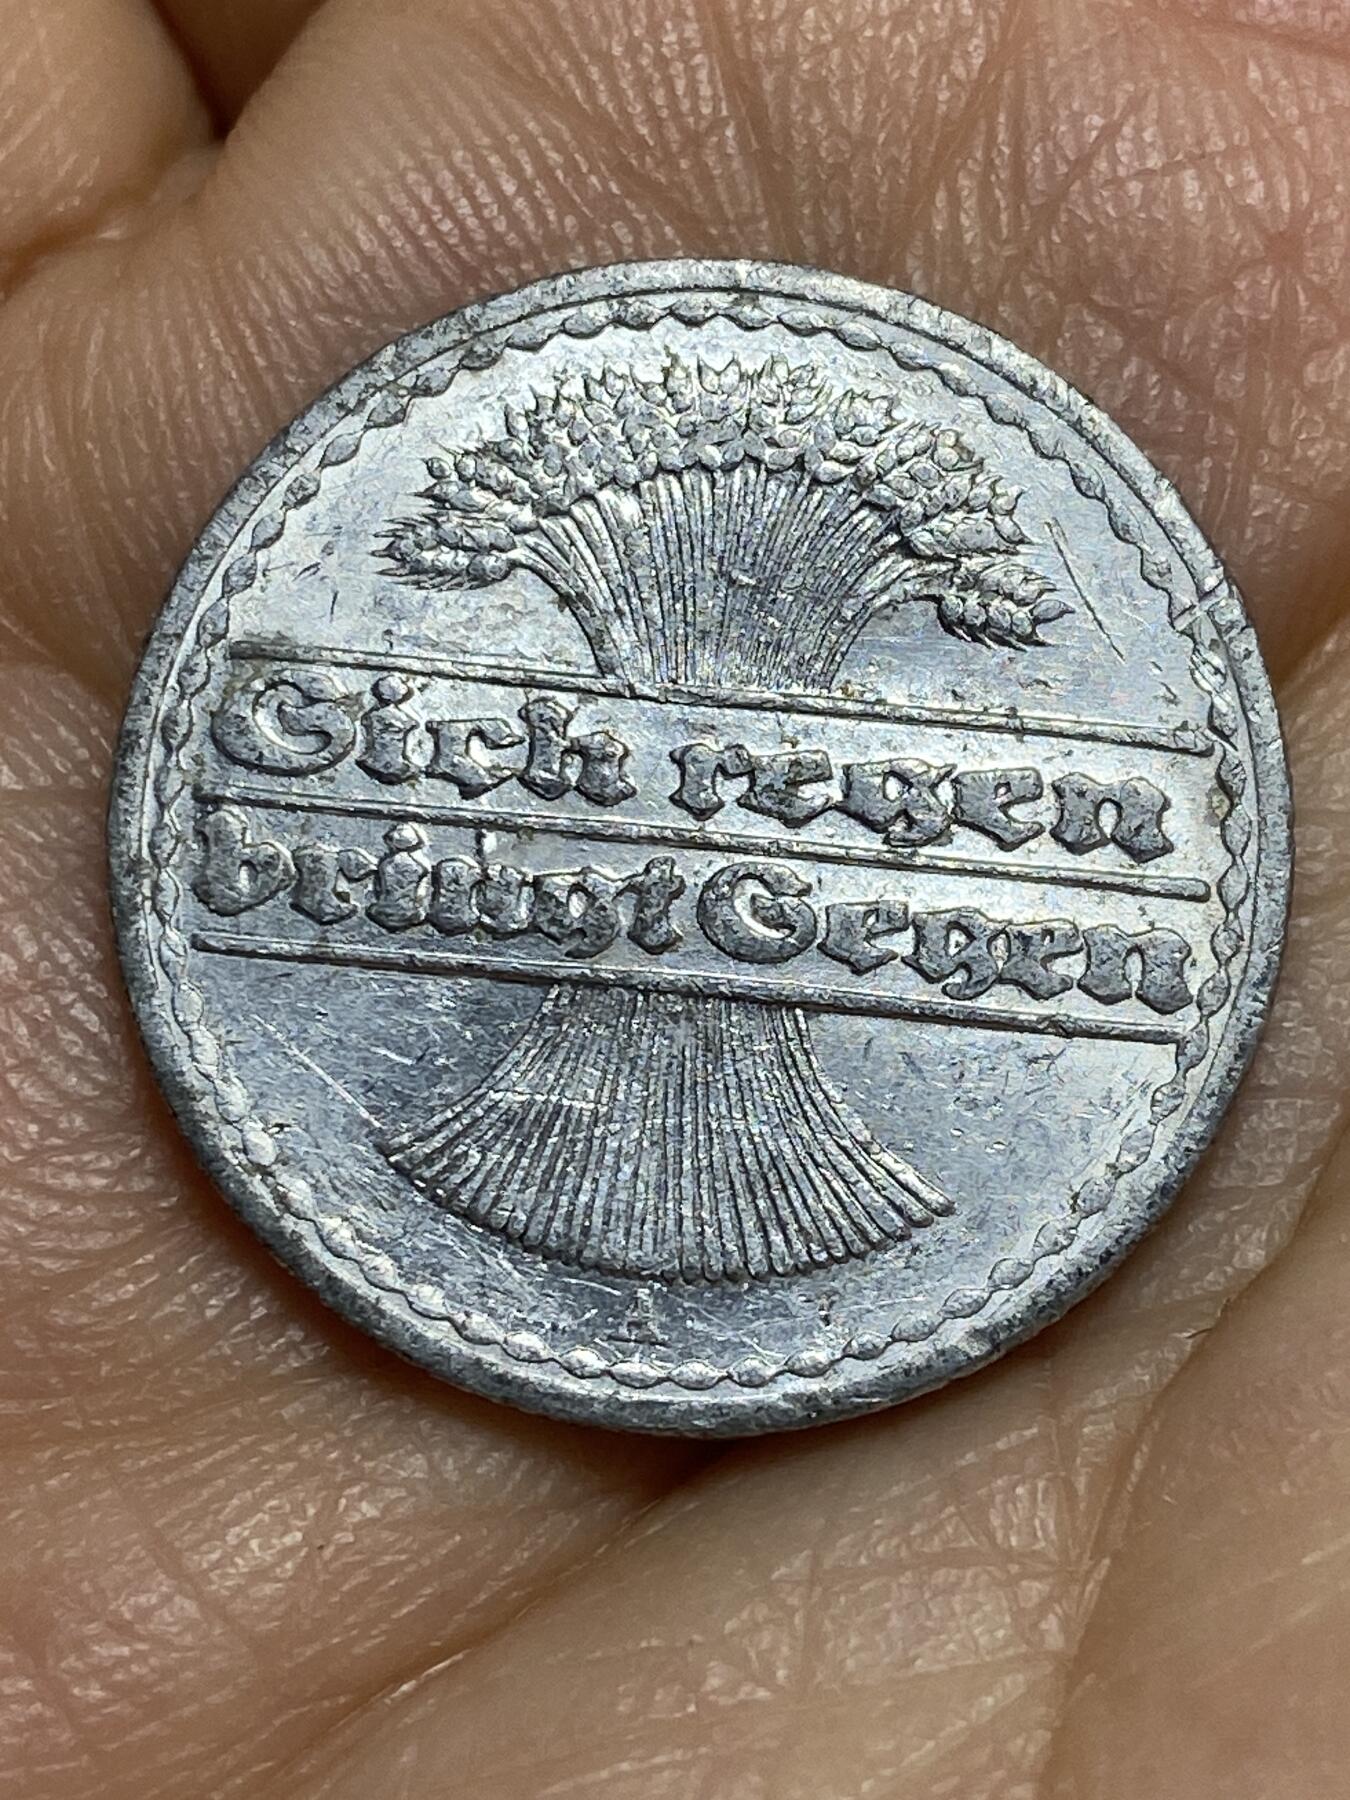 Sich regen
bringt Segen
A